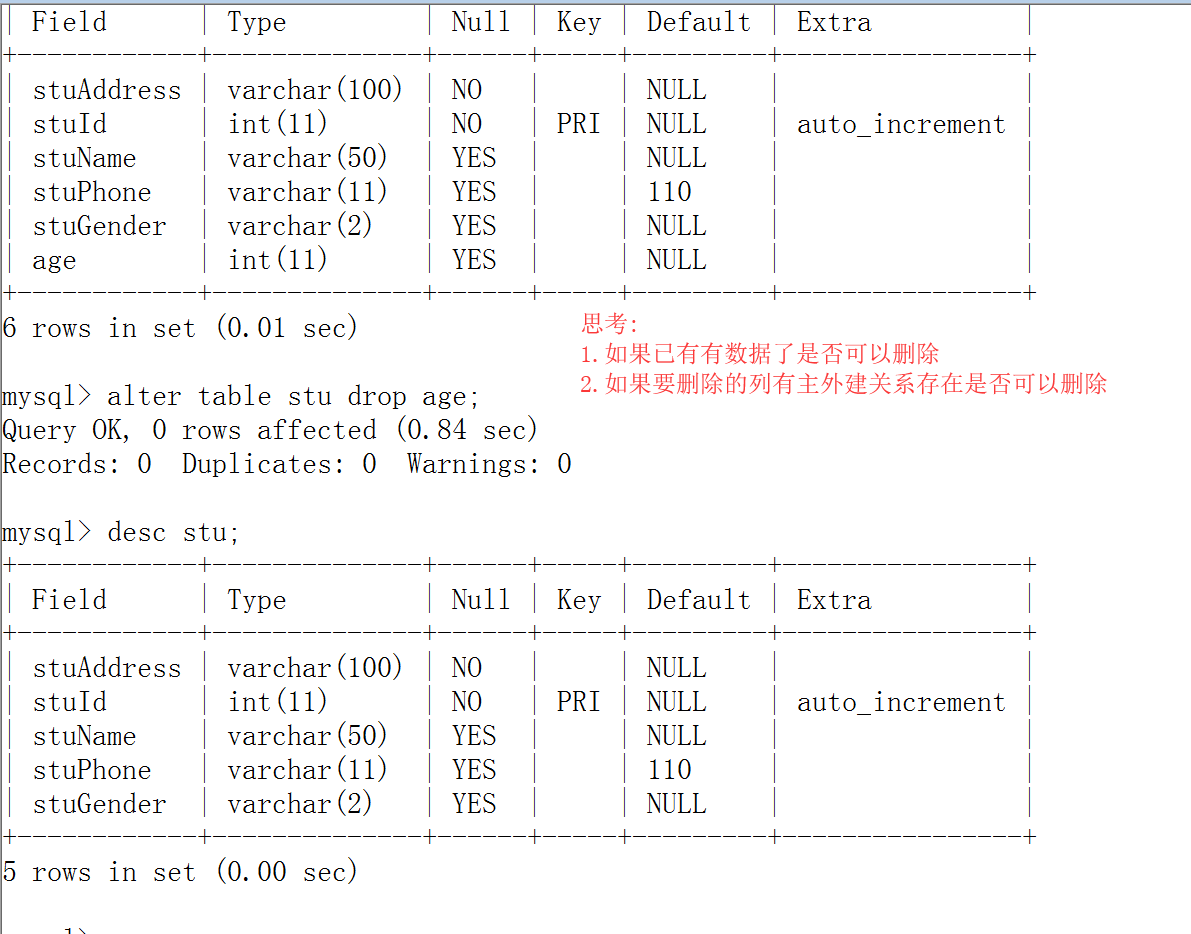 | Field | Type | Null | Key | Default | Extra |
+-------------+--------------+------+-----+---------+----------------+
| stuAddress | varchar(100) | NO | | NULL | |
| stuId | int(11) | NO | PRI | NULL | auto_increment |
| stuName | varchar(50) | YES | | NULL | |
| stuPhone | varchar(11) | YES | | 110 | |
| stuGender | varchar(2) | YES | | NULL | |
| age | int(11) | YES | | NULL | |
+-------------+--------------+------+-----+---------+----------------+
6 rows in set (0.01 sec)
思考:
1.如果已有有数据了是否可以删除
2.如果要删除的列有主外建关系存在是否可以删除
mysql> alter table stu drop age;
Query OK, 0 rows affected (0.84 sec)
Records: 0 Duplicates: 0 Warnings: 0
mysql> desc stu;
+-------------+--------------+------+-----+---------+----------------+
| Field | Type | Null | Key | Default | Extra |
+-------------+--------------+------+-----+---------+----------------+
| stuAddress | varchar(100) | NO | | NULL | |
| stuId | int(11) | NO | PRI | NULL | auto_increment |
| stuName | varchar(50) | YES | | NULL | |
| stuPhone | varchar(11) | YES | | 110 | |
| stuGender | varchar(2) | YES | | NULL | |
+-------------+--------------+------+-----+---------+----------------+
5 rows in set (0.00 sec)